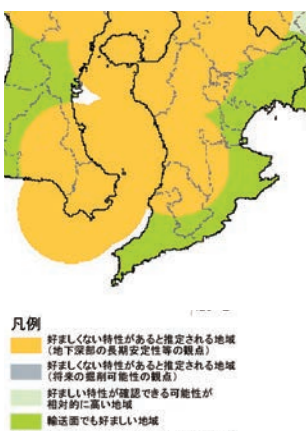 凡例
好ましくない特性があると推定される地域
（地下深部の長期安定性等の観点）
好ましくない特性があると推定される地域
（将来の掘削可能性の観点）
好ましい特性が確認できる可能性が
相対的に高い地域
輸送面でも好ましい地域